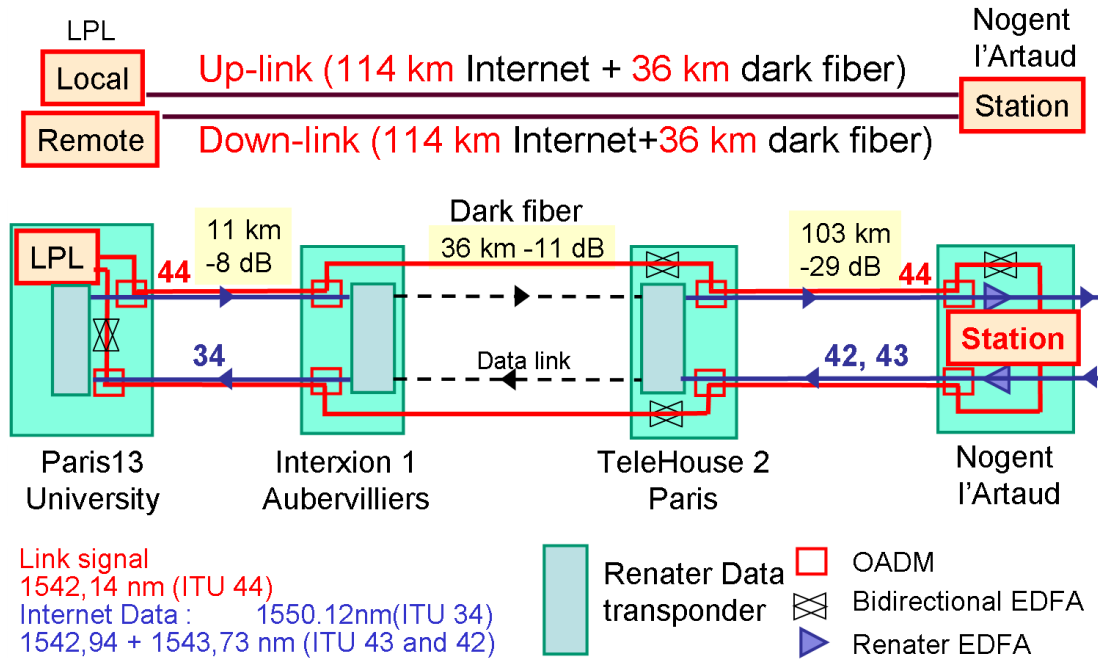 LPL
Nogent
l'Artaud
Local
Up-link (114 km Internet + 36 km dark fiber)
Station
Remote
Down-link (114 km Internet+36 km dark fiber)
LPL
11 km
-8 dB
44
Dark fiber
36 km -11 dB
103 km
-29 dB
44
34
Data link
42, 43
Station
Paris13
University
Interxion 1
Aubervilliers
TeleHouse 2
Paris
Nogent
l'Artaud
Link signal
1542,14 nm (ITU 44)
Internet Data : 1550.12nm(ITU 34)
1542,94 + 1543,73 nm (ITU 43 and 42)
Renater Data
transponder
OADM
Bidirectional EDFA
Renater EDFA